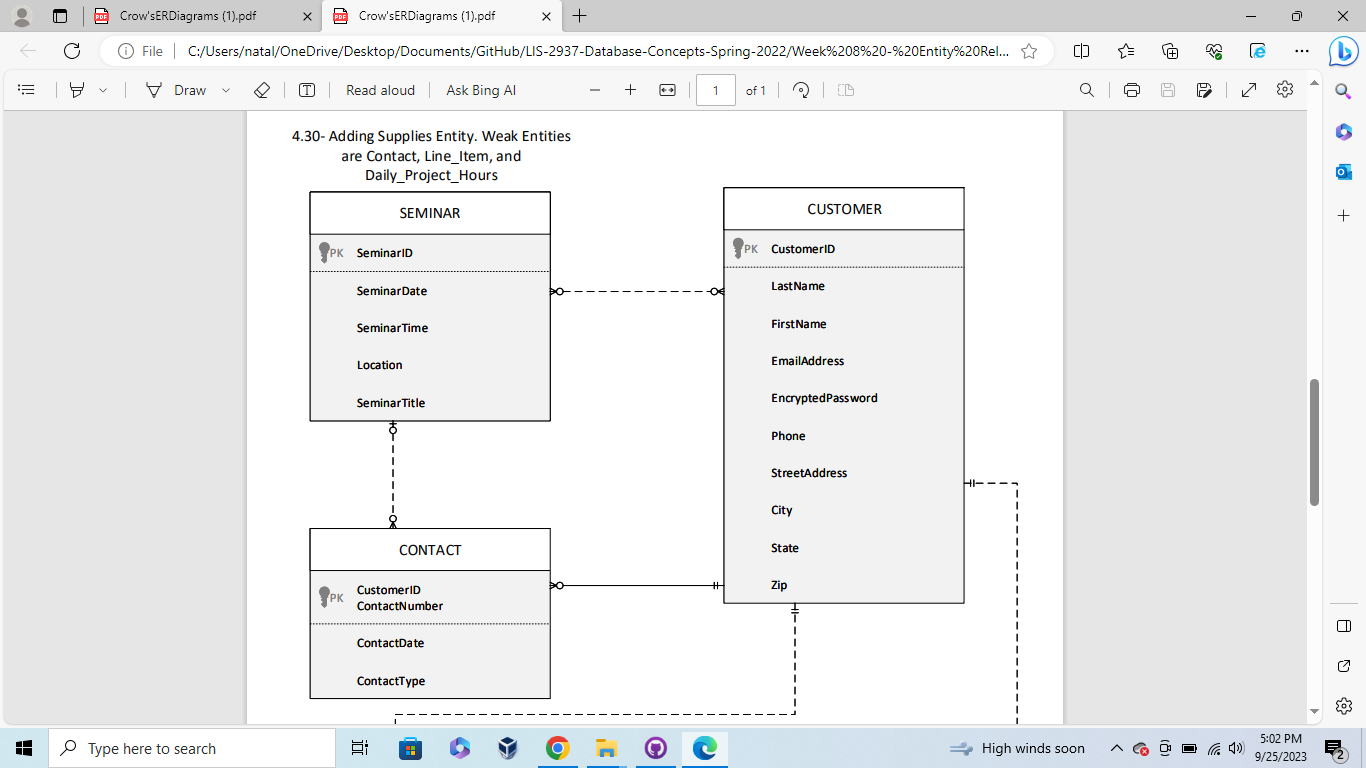 Crow'sERDiagrams (1).pdf
Crow'sERDiagrams (1).pdf
File
C:/Users/natal/OneDrive/Desktop/Documents/GitHub/LIS-2937-Database-Concepts-Spring-2022/Week%208%20-%20Entity%20Rel...
Draw
Read aloud
Ask Bing AI
1
of 1
4.30- Adding Supplies Entity. Weak Entities
are Contact, Line_Item, and
Daily_Project_Hours
SEMINAR
PK SeminarID
SeminarDate
SeminarTime
Location
SeminarTitle
CUSTOMER
PK CustomerID
LastName
FirstName
EmailAddress
EncryptedPassword
Phone
StreetAddress
City
State
Zip
CONTACT
PK CustomerID
ContactNumber
ContactDate
ContactType
Type here to search
High winds soon
5:02 PM
9/25/2023
2